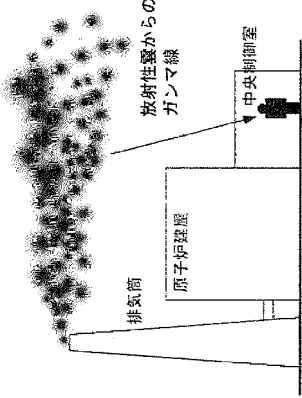 放射性雲からの
ガンマ線
排気筒
原子炉建屋
中央制御室